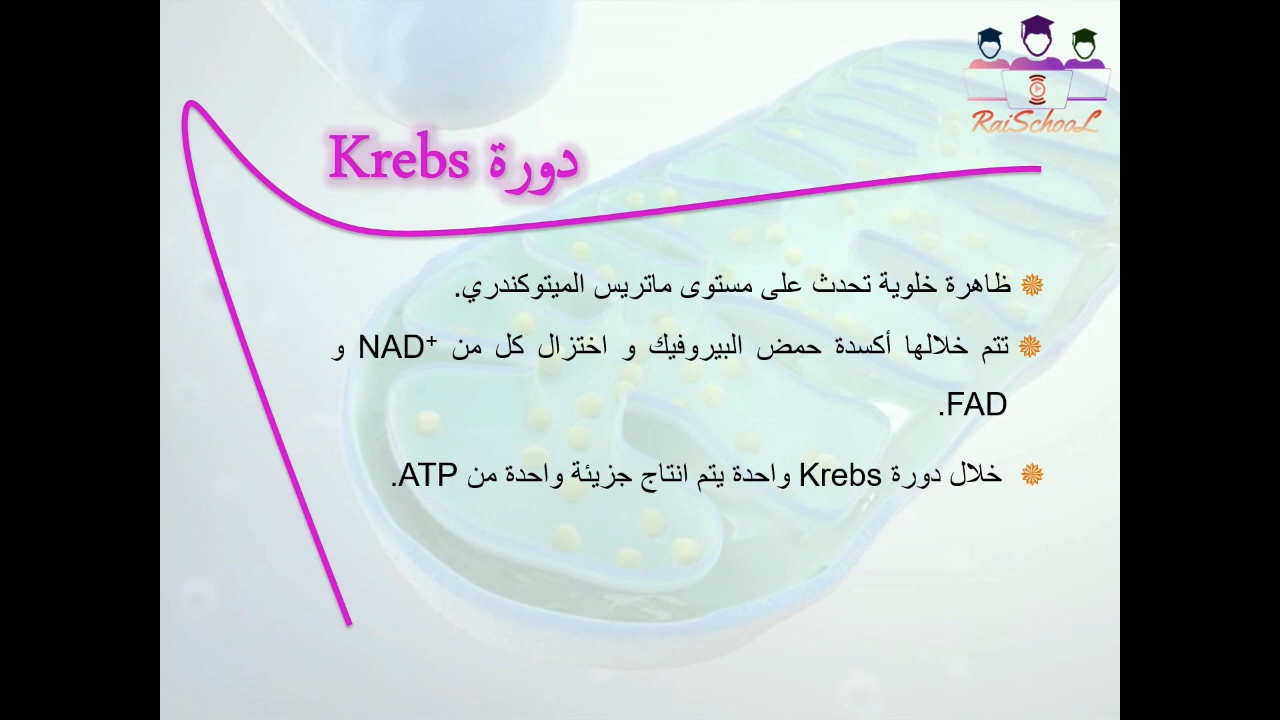 RaiSchooL
دورة Krebs
ظاهرة خلوية تحدث على مستوى ماتريس الميتوكندري.
تتم خلالها أكسدة حمض البيروفيك و اختزال كل من NAD⁺ و
FAD.
خلال دورة Krebs واحدة يتم انتاج جزيئة واحدة من ATP.